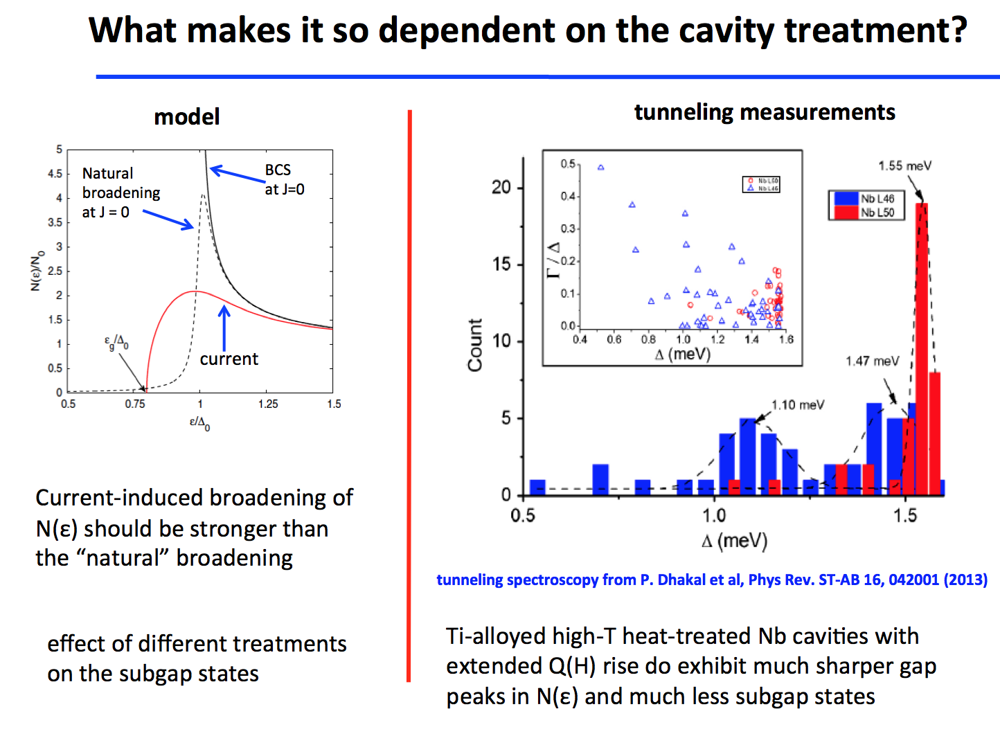 What makes it so dependent on the cavity treatment?
model
5
4.5
4
3.5
3
2.5
2
1.5
1
0.5
0
N(ε)/N₀
Natural
broadening
at J = 0
BCS
at J=0
εg/Δ₀
current
0.5
0.75
1
1.25
1.5
ε/Δ₀
Current-induced broadening of
N(ε) should be stronger than
the “natural” broadening
effect of different treatments
on the subgap states
tunneling measurements
20
15
10
5
0
Count
0.5
0.4
0.3
0.2
0.1
0.0
Γ/Δ
Nb L50
Nb L46
0.4
0.6
0.8
1.0
1.2
1.4
1.6
Δ (meV)
1.55 meV
Nb L46
Nb L50
1.47 meV
1.10 meV
0.5
1.0
1.5
Δ (meV)
tunneling spectroscopy from P. Dhakal et al, Phys Rev. ST-AB 16, 042001 (2013)
Ti-alloyed high-T heat-treated Nb cavities with
extended Q(H) rise do exhibit much sharper gap
peaks in N(ε) and much less subgap states